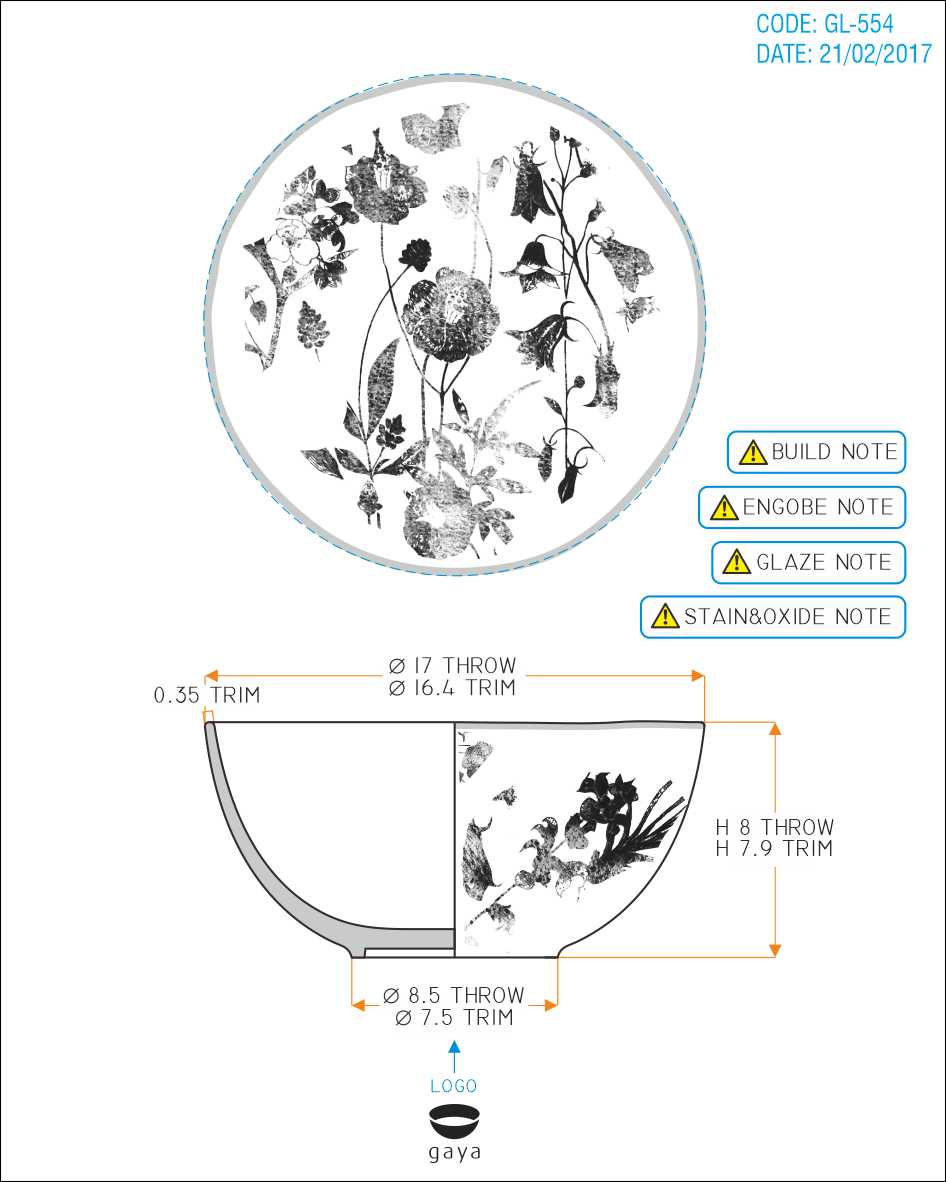 CODE: GL-554
DATE: 21/02/2017
BUILD NOTE
ENGOBE NOTE
GLAZE NOTE
STAIN&OXIDE NOTE
Ø 17 THROW
Ø 16.4 TRIM
0.35 TRIM
H 8 THROW
H 7.9 TRIM
Ø 8.5 THROW
Ø 7.5 TRIM
LOGO
gaya